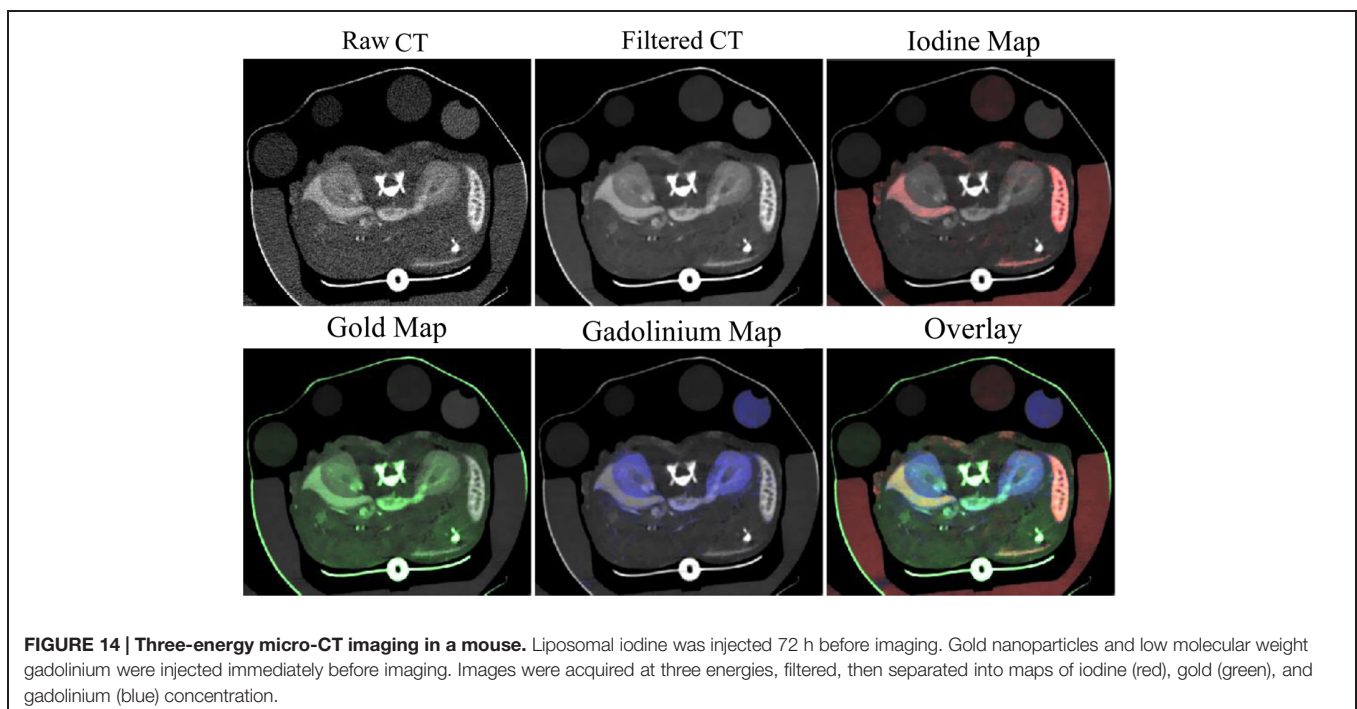 Raw CT
Filtered CT
Iodine Map
Gold Map
Gadolinium Map
Overlay
FIGURE 14 | Three-energy micro-CT imaging in a mouse. Liposomal iodine was injected 72 h before imaging. Gold nanoparticles and low molecular weight
gadolinium were injected immediately before imaging. Images were acquired at three energies, filtered, then separated into maps of iodine (red), gold (green), and
gadolinium (blue) concentration.